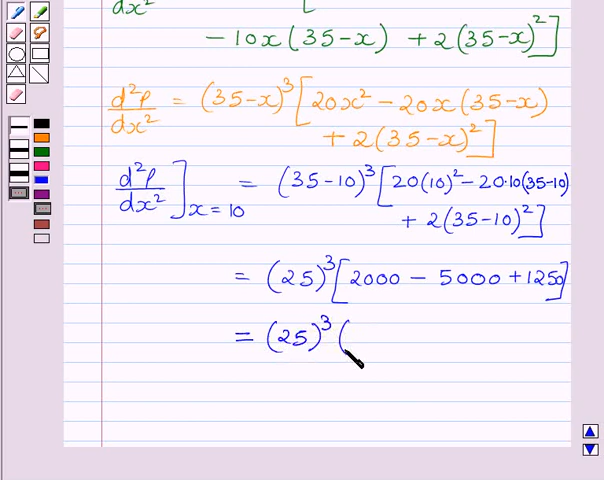 dx² [
- 10x (35-x) + 2(35-x)²]
d²p/dx² = (35-x)³ [20x² - 20x (35-x)
+ 2(35-x)²]
d²p/dx²]x=10 = (35-10)³ [20(10)² - 20·10(35-10)
+ 2(35-10)²]
= (25)³ [2000 - 5000 + 1250]
= (25)³ (